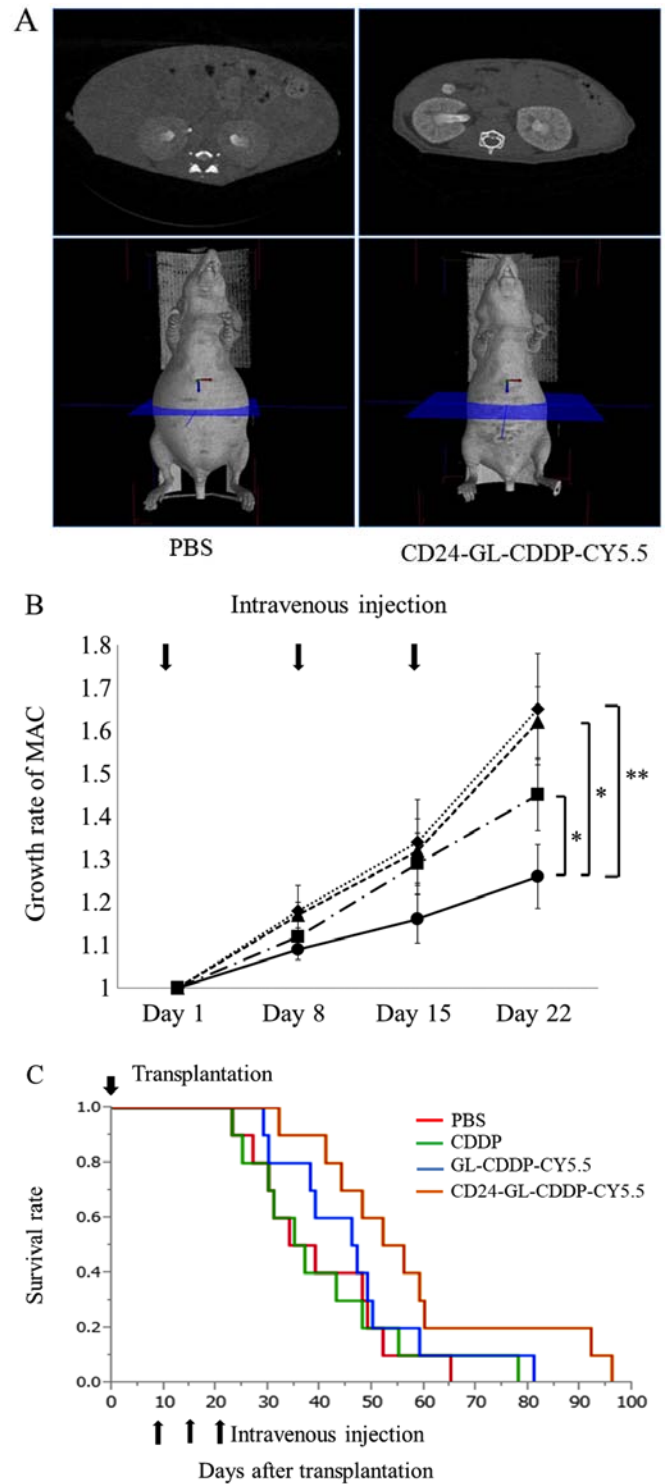 A
PBS
CD24-GL-CDDP-CY5.5
B
Intravenous injection
Growth rate of MAC
1.8
1.7
1.6
1.5
1.4
1.3
1.2
1.1
1
**
*
*
Day 1 Day 8 Day 15 Day 22
C
Transplantation
Survival rate
1.0
0.8
0.6
0.4
0.2
0.0
PBS
CDDP
GL-CDDP-CY5.5
CD24-GL-CDDP-CY5.5
0 10 20 30 40 50 60 70 80 90 100
Intravenous injection
Days after transplantation